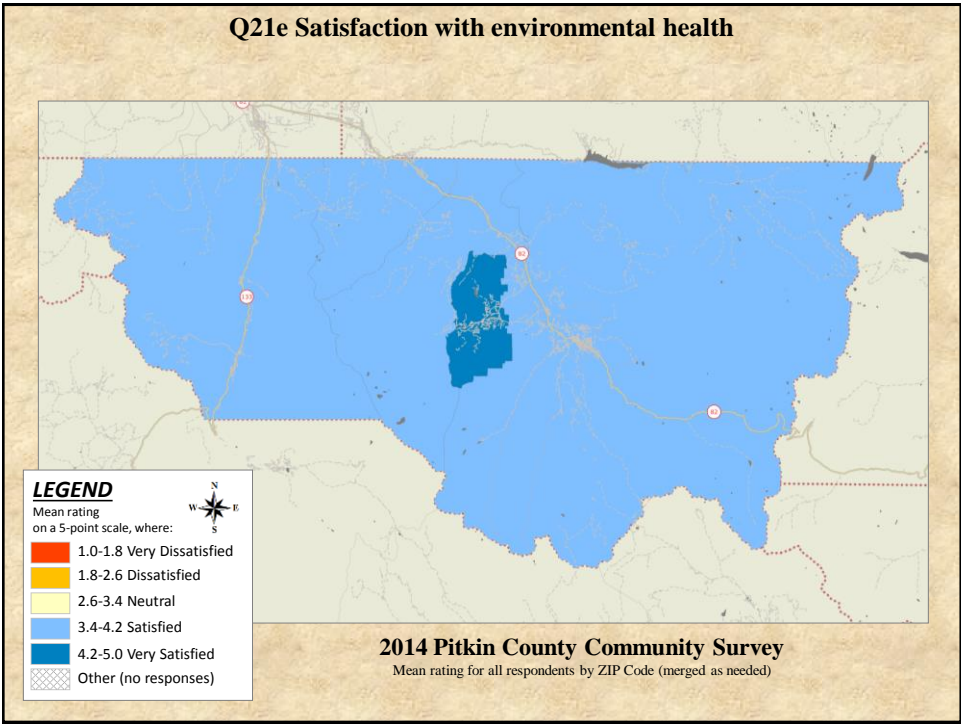 Q21e Satisfaction with environmental health
82
133
82
LEGEND
Mean rating
on a 5-point scale, where:
N
W
E
S
1.0-1.8 Very Dissatisfied
1.8-2.6 Dissatisfied
2.6-3.4 Neutral
3.4-4.2 Satisfied
4.2-5.0 Very Satisfied
Other (no responses)
2014 Pitkin County Community Survey
Mean rating for all respondents by ZIP Code (merged as needed)